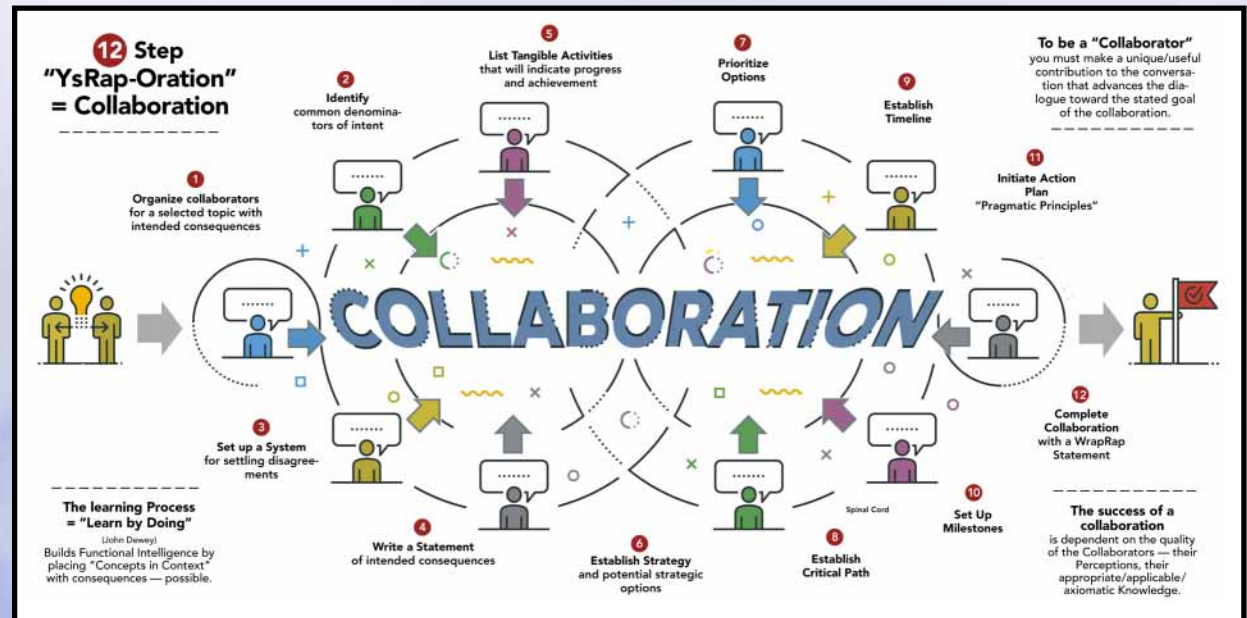 12 Step
"YsRap-Oration"
= Collaboration
1
Organize collaborators
for a selected topic with
intended consequences
2
Identify
common denomina-
tors of intent
3
Set up a System
for settling disagree-
ments
4
Write a Statement
of intended consequences
5
List Tangible Activities
that will indicate progress
and achievement
6
Establish Strategy
and potential strategic
options
7
Prioritize
Options
8
Establish
Critical Path
9
Establish
Timeline
10
Set Up
Milestones
11
Initiate Action
Plan
"Pragmatic Principles"
12
Complete
Collaboration
with a WrapRap
Statement
COLLABORATION
Spinal Cord
To be a "Collaborator"
you must make a unique/useful
contribution to the conversa-
tion that advances the dia-
logue toward the stated goal
of the collaboration.
The learning Process
= "Learn by Doing"
(John Dewey)
Builds Functional Intelligence by
placing "Concepts in Context"
with consequences — possible.
The success of a
collaboration
is dependent on the quality
of the Collaborators — their
Perceptions, their
appropriate/applicable/
axiomatic Knowledge.